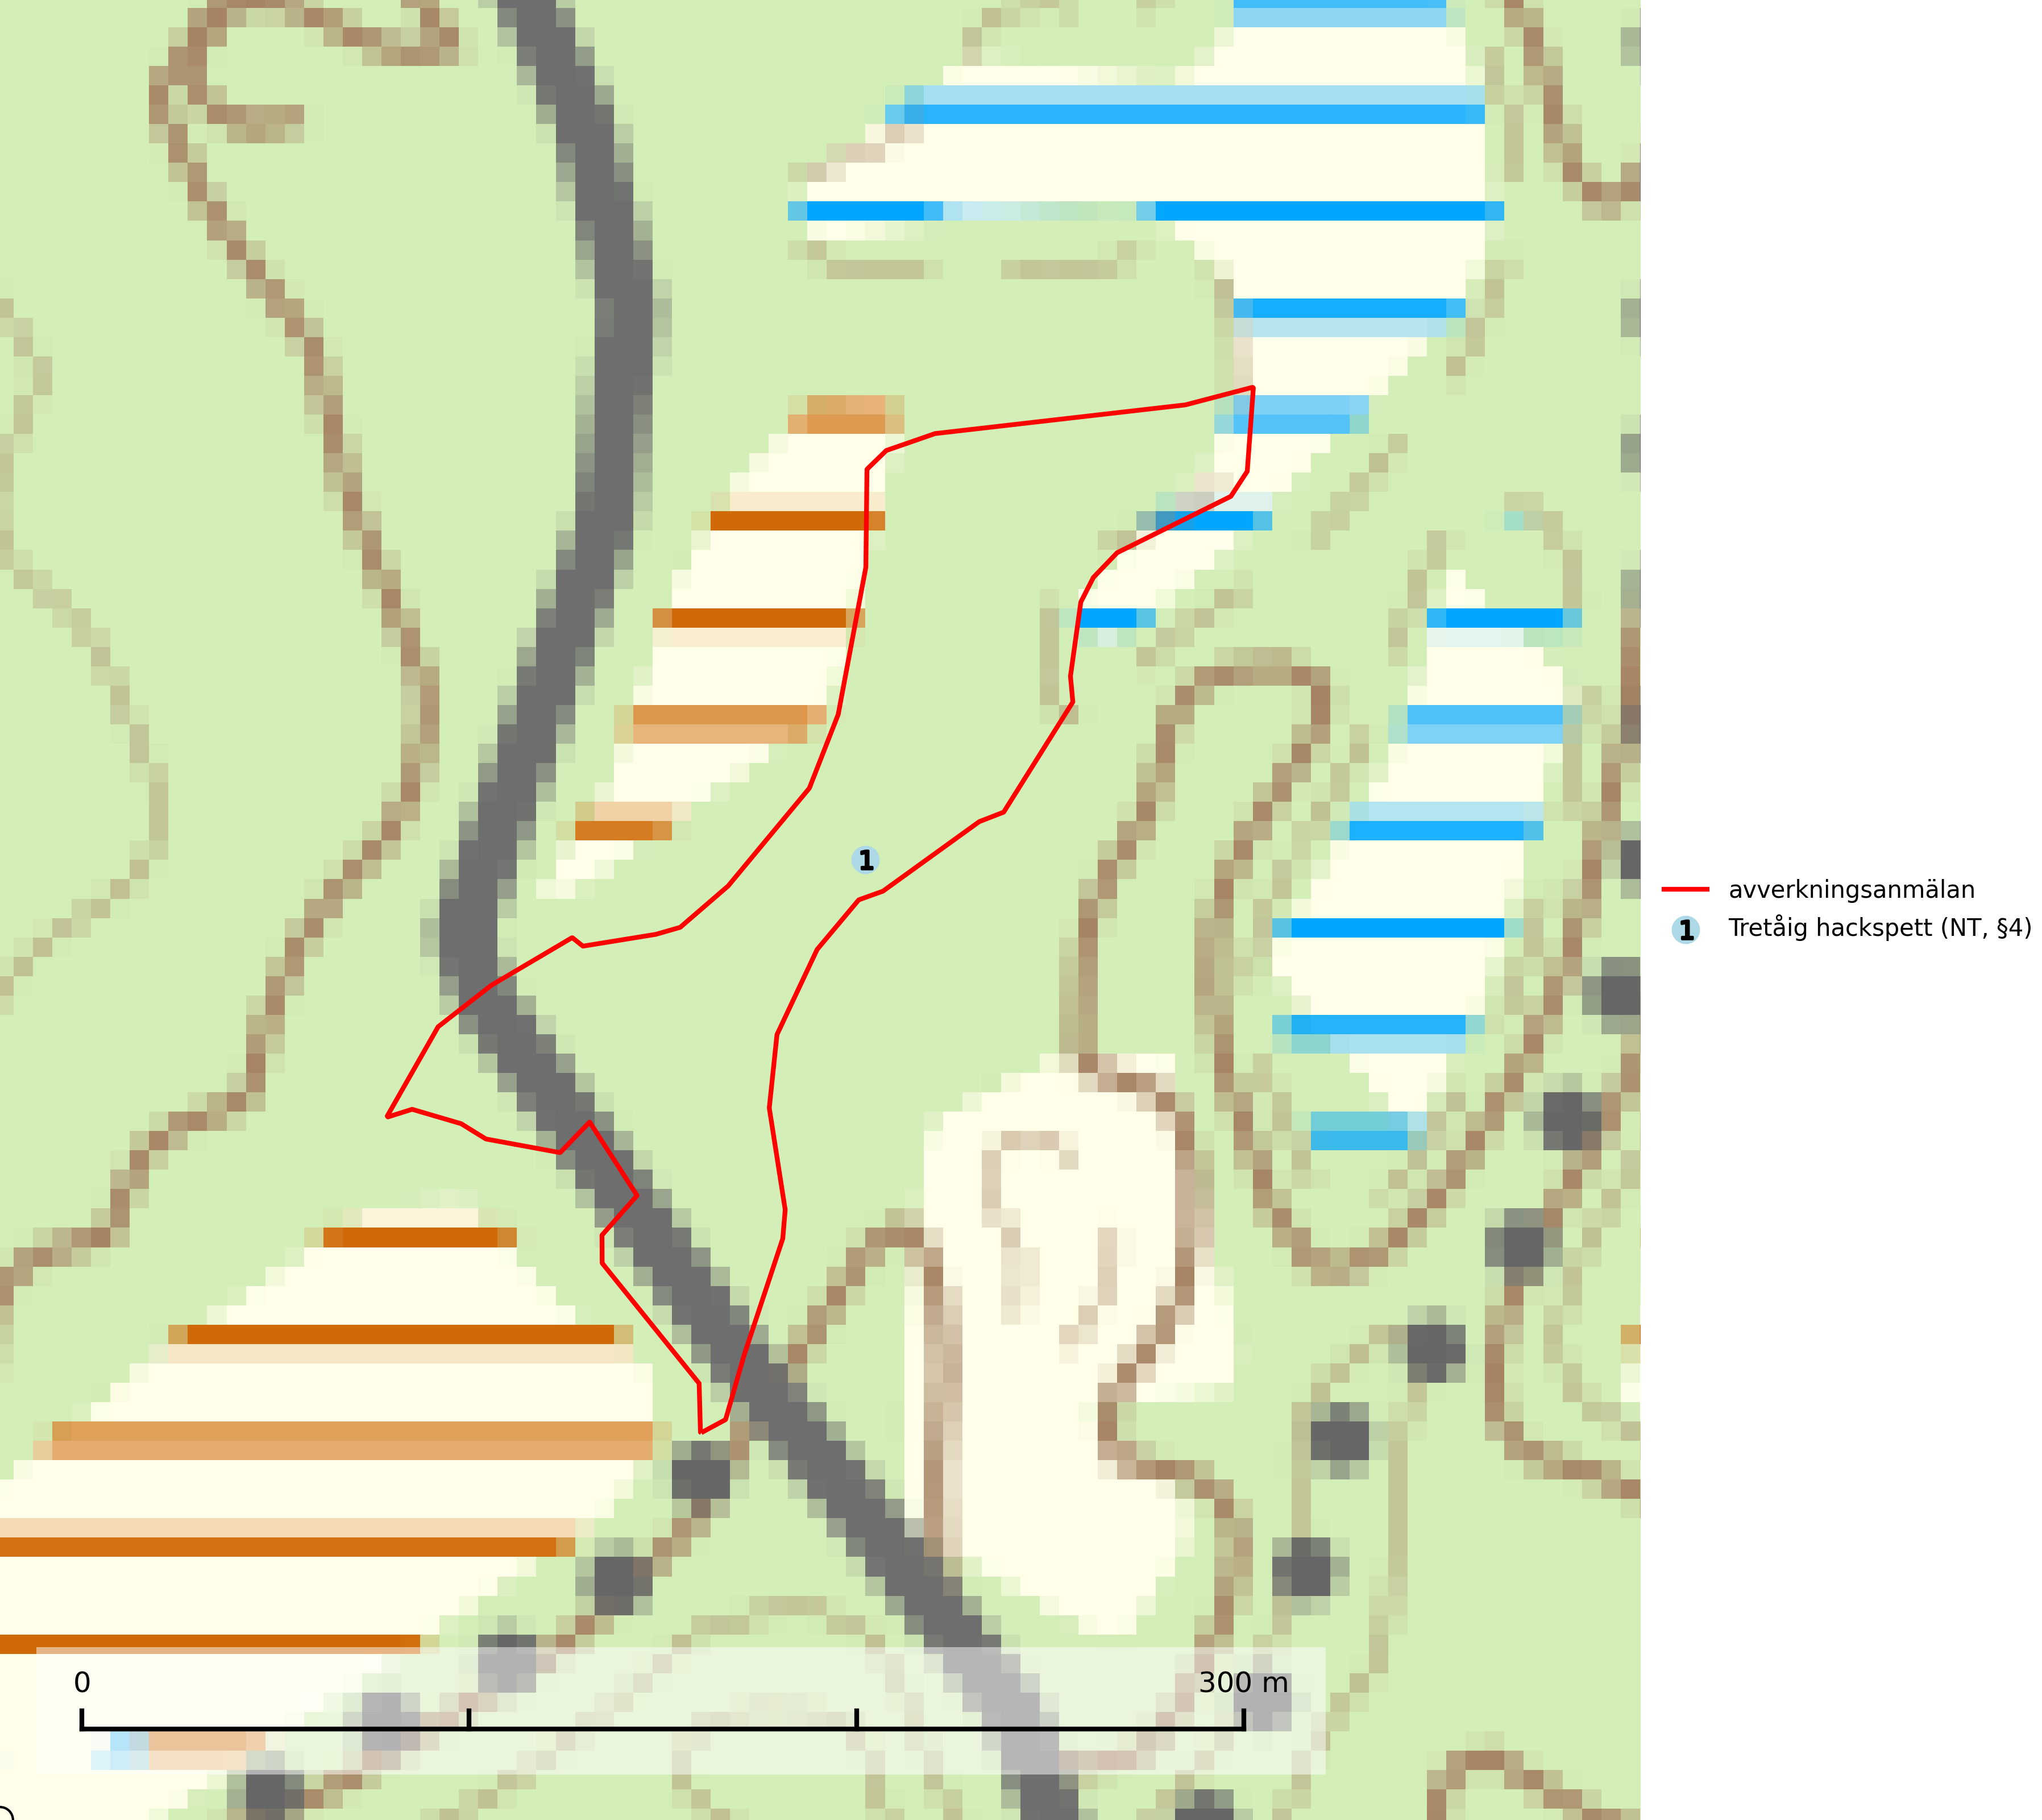 1
avverkningsanmälan
1 Tretåig hackspett (NT, §4)
0 300 m